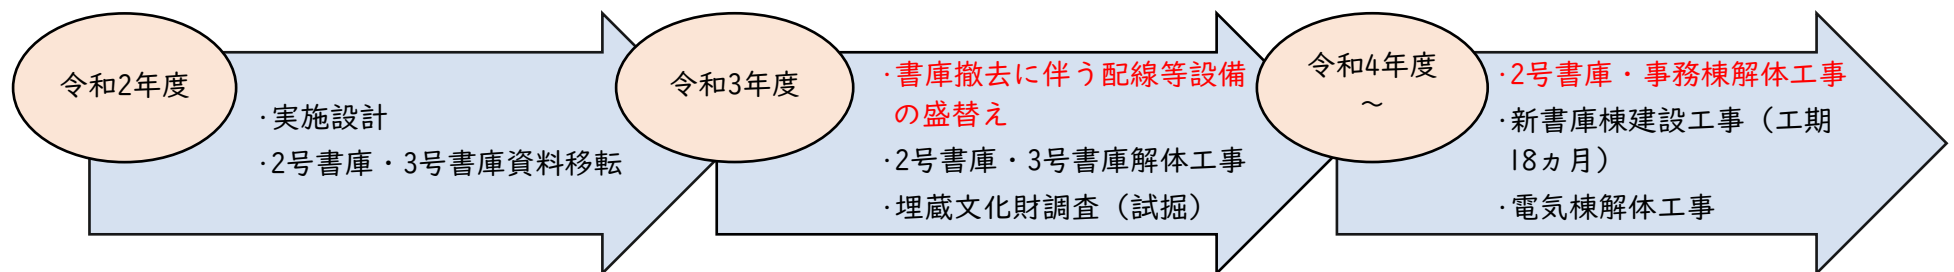 令和2年度
・実施設計
・2号書庫・3号書庫資料移転
令和3年度
・書庫撤去に伴う配線等設備
の盛替え
・2号書庫・3号書庫解体工事
・埋蔵文化財調査（試掘）
令和4年度
～
・2号書庫・事務棟解体工事
・新書庫棟建設工事（工期
18ヵ月）
・電気棟解体工事